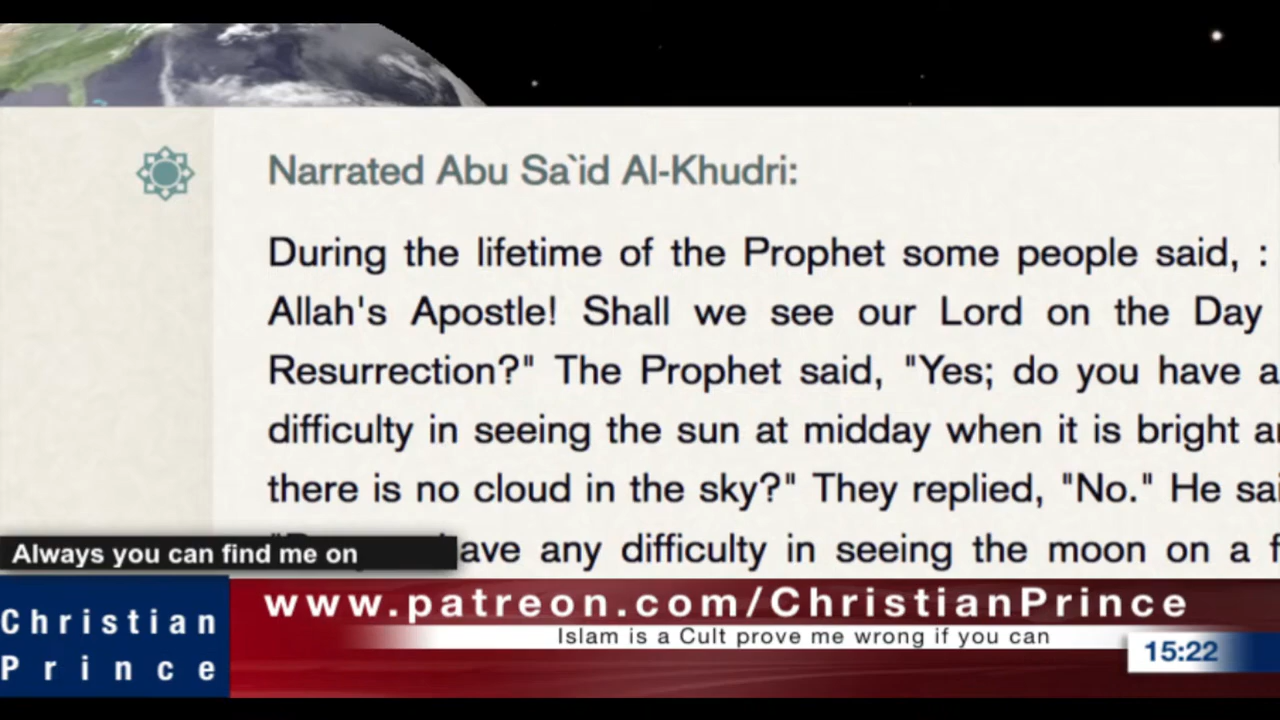 Narrated Abu Sa`id Al-Khudri:
During the lifetime of the Prophet some people said, :
Allah's Apostle! Shall we see our Lord on the Day
Resurrection?" The Prophet said, "Yes; do you have a
difficulty in seeing the sun at midday when it is bright a
there is no cloud in the sky?" They replied, "No." He sai
ave any difficulty in seeing the moon on a f
Always you can find me on
www.patreon.com/ChristianPrince
Islam is a Cult prove me wrong if you can
Christian
Prince
15:22